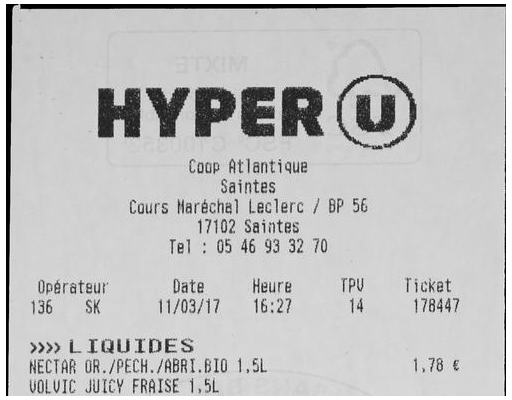 HYPER U
Coop Atlantique
Saintes
Cours Maréchal Leclerc / BP 56
17102 Saintes
Tel : 05 46 93 32 70
Opérateur Date Heure TPV Ticket
136 SK 11/03/17 16:27 14 178447
>>>> LIQUIDES
NECTAR OR./PECH./ABRI.BIO 1,5L 1,78 €
VOLVIC JUICY FRAISE 1,5L